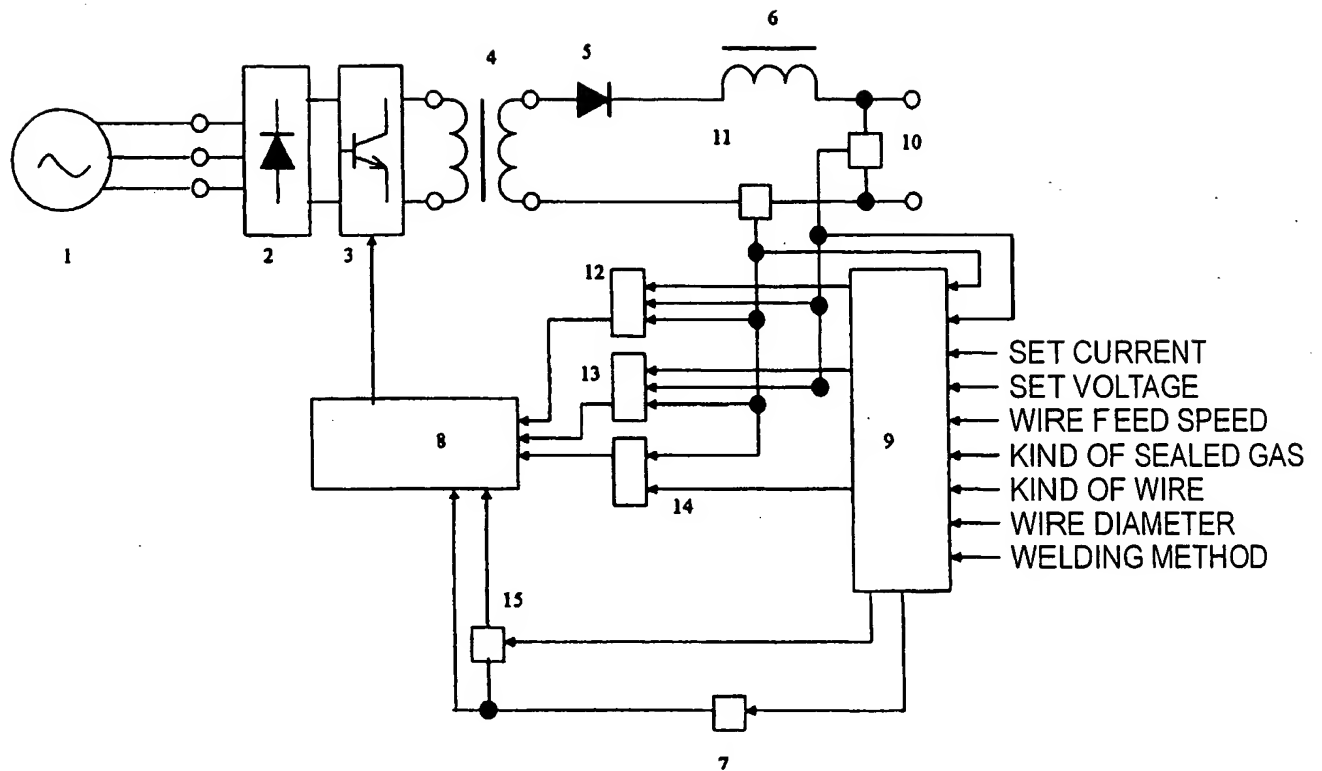 6
4
5
11
10
1
2
3
12
SET CURRENT
13
SET VOLTAGE
WIRE FEED SPEED
8
9
KIND OF SEALED GAS
KIND OF WIRE
14
WIRE DIAMETER
WELDING METHOD
15
7